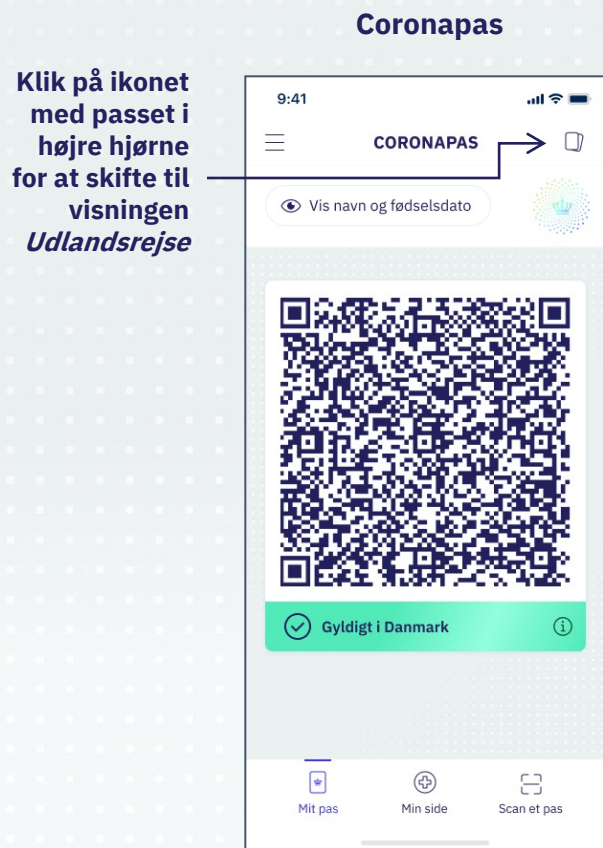 Coronapas
Klik på ikonet
med passet i
højre hjørne
for at skifte til
visningen
Udlandsrejse
9:41
CORONAPAS
Vis navn og fødselsdato
Gyldigt i Danmark
Mit pas
Min side
Scan et pas